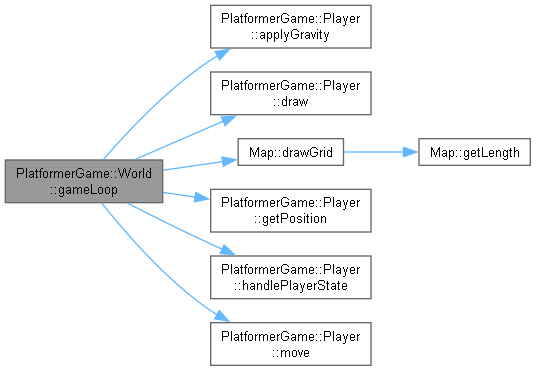 PlatformerGame::World
::gameLoop
PlatformerGame::Player
::applyGravity
PlatformerGame::Player
::draw
Map::drawGrid
Map::getLength
PlatformerGame::Player
::getPosition
PlatformerGame::Player
::handlePlayerState
PlatformerGame::Player
::move